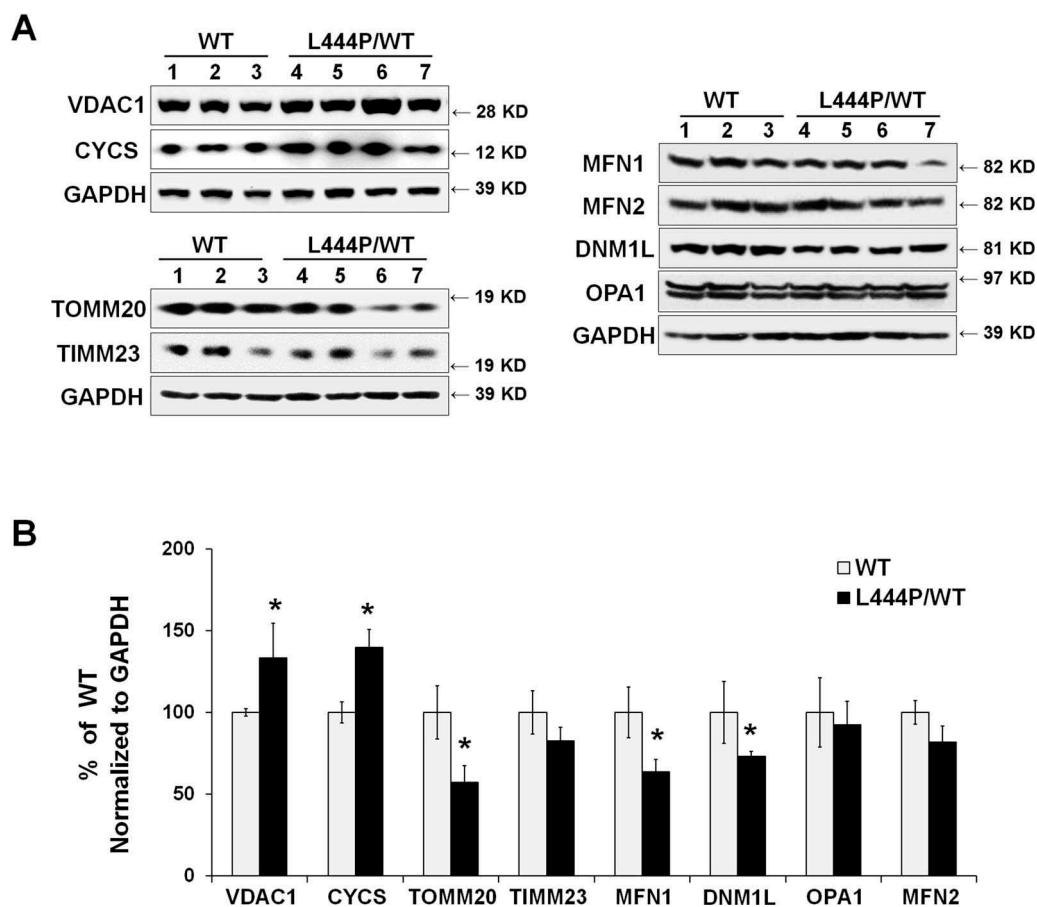 A
WT L444P/WT
1 2 3 4 5 6 7
VDAC1 ← 28 KD
CYCS ← 12 KD
GAPDH ← 39 KD
WT L444P/WT
1 2 3 4 5 6 7
TOMM20 ← 19 KD
TIMM23 ← 19 KD
GAPDH ← 39 KD
WT L444P/WT
1 2 3 4 5 6 7
MFN1 ← 82 KD
MFN2 ← 82 KD
DNM1L ← 81 KD
OPA1 ← 97 KD
GAPDH ← 39 KD
B
% of WT
Normalized to GAPDH
200
150
100
50
0
* * * * *
WT
L444P/WT
VDAC1 CYCS TOMM20 TIMM23 MFN1 DNM1L OPA1 MFN2